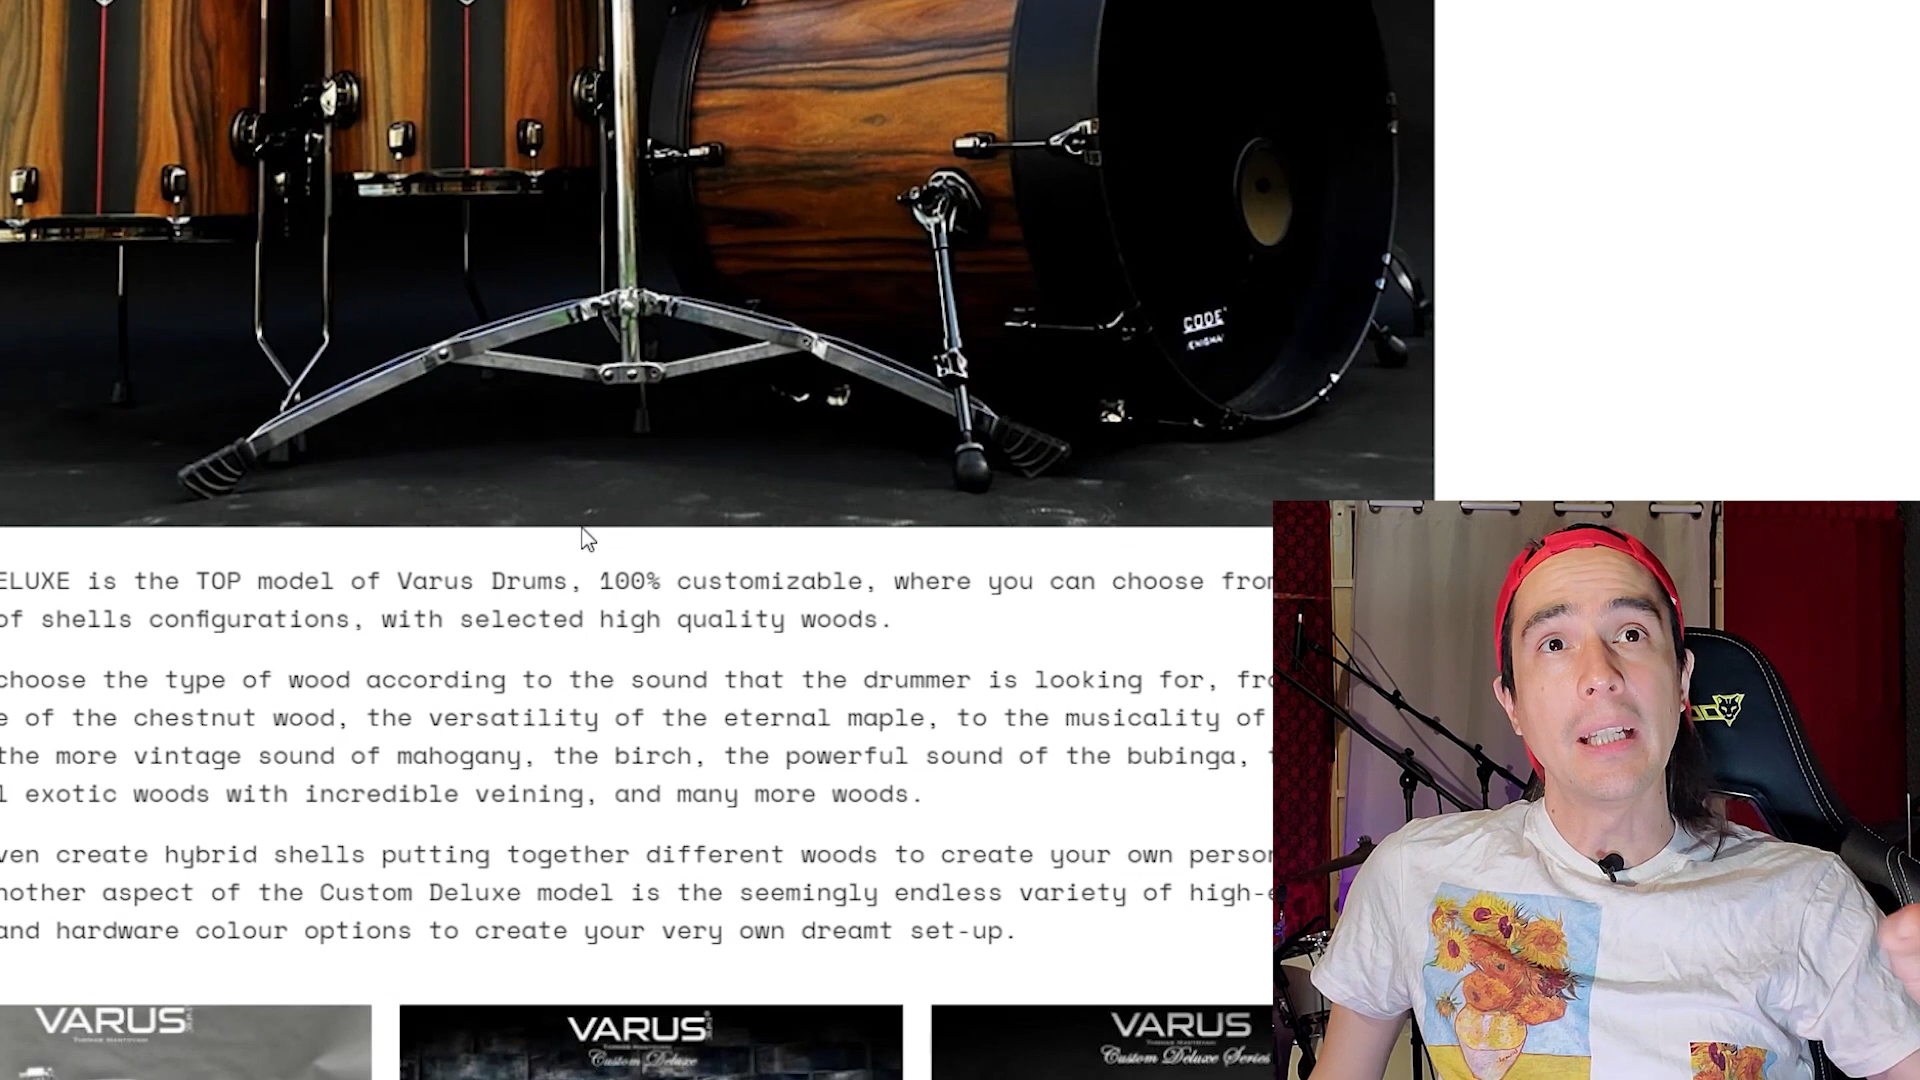 CODE
ENIGMA
ELUXE is the TOP model of Varus Drums, 100% customizable, where you can choose from
of shells configurations, with selected high quality woods.
choose the type of wood according to the sound that the drummer is looking for,
e of the chestnut wood, the versatility of the eternal maple, to the musicality of
the more vintage sound of mahogany, the birch, the powerful sound of the bubinga,
l exotic woods with incredible veining, and many more woods.
ven create hybrid shells putting together different woods to create your own person
nother aspect of the Custom Deluxe model is the seemingly endless variety of high-e
and hardware colour options to create your very own dreamt set-up.
VARUS
VARUS
Custom Deluxe
VARUS
Custom Deluxe Series